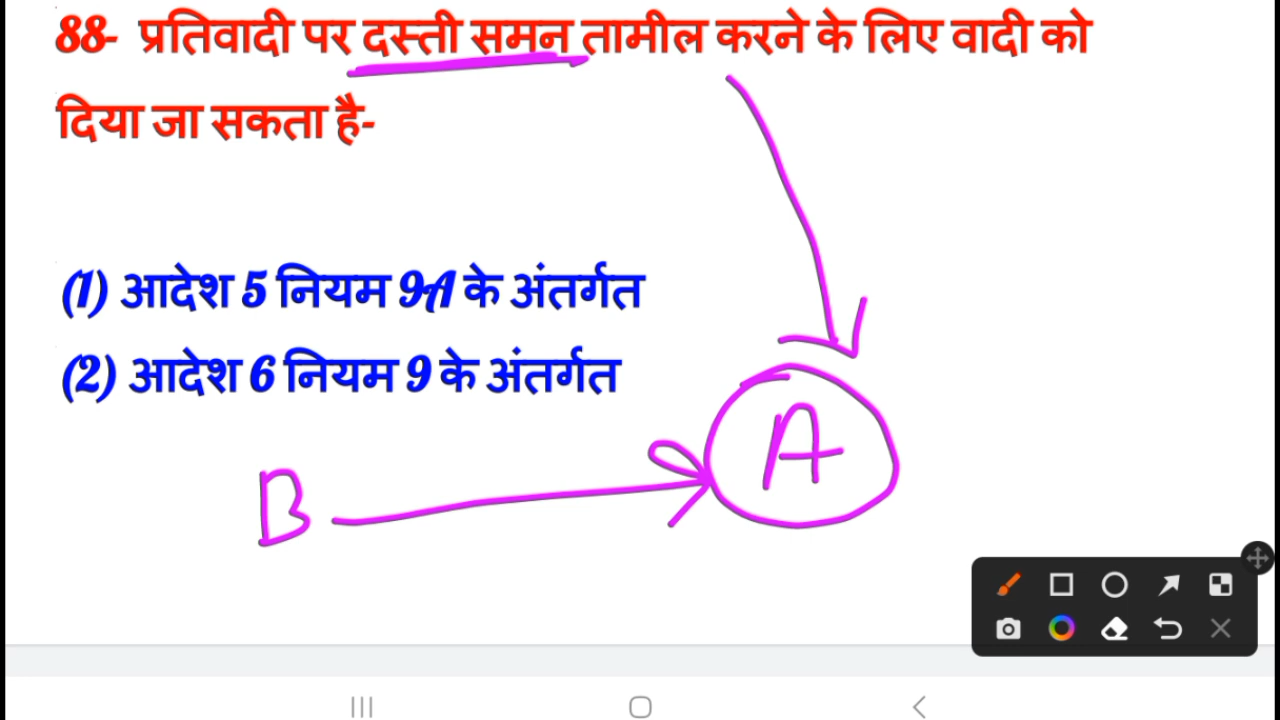 88- प्रतिवादी पर दस्ती समन तामील करने के लिए वादी को
दिया जा सकता है-
(1) आदेश 5 नियम 9A के अंतर्गत
(2) आदेश 6 नियम 9 के अंतर्गत
A
B